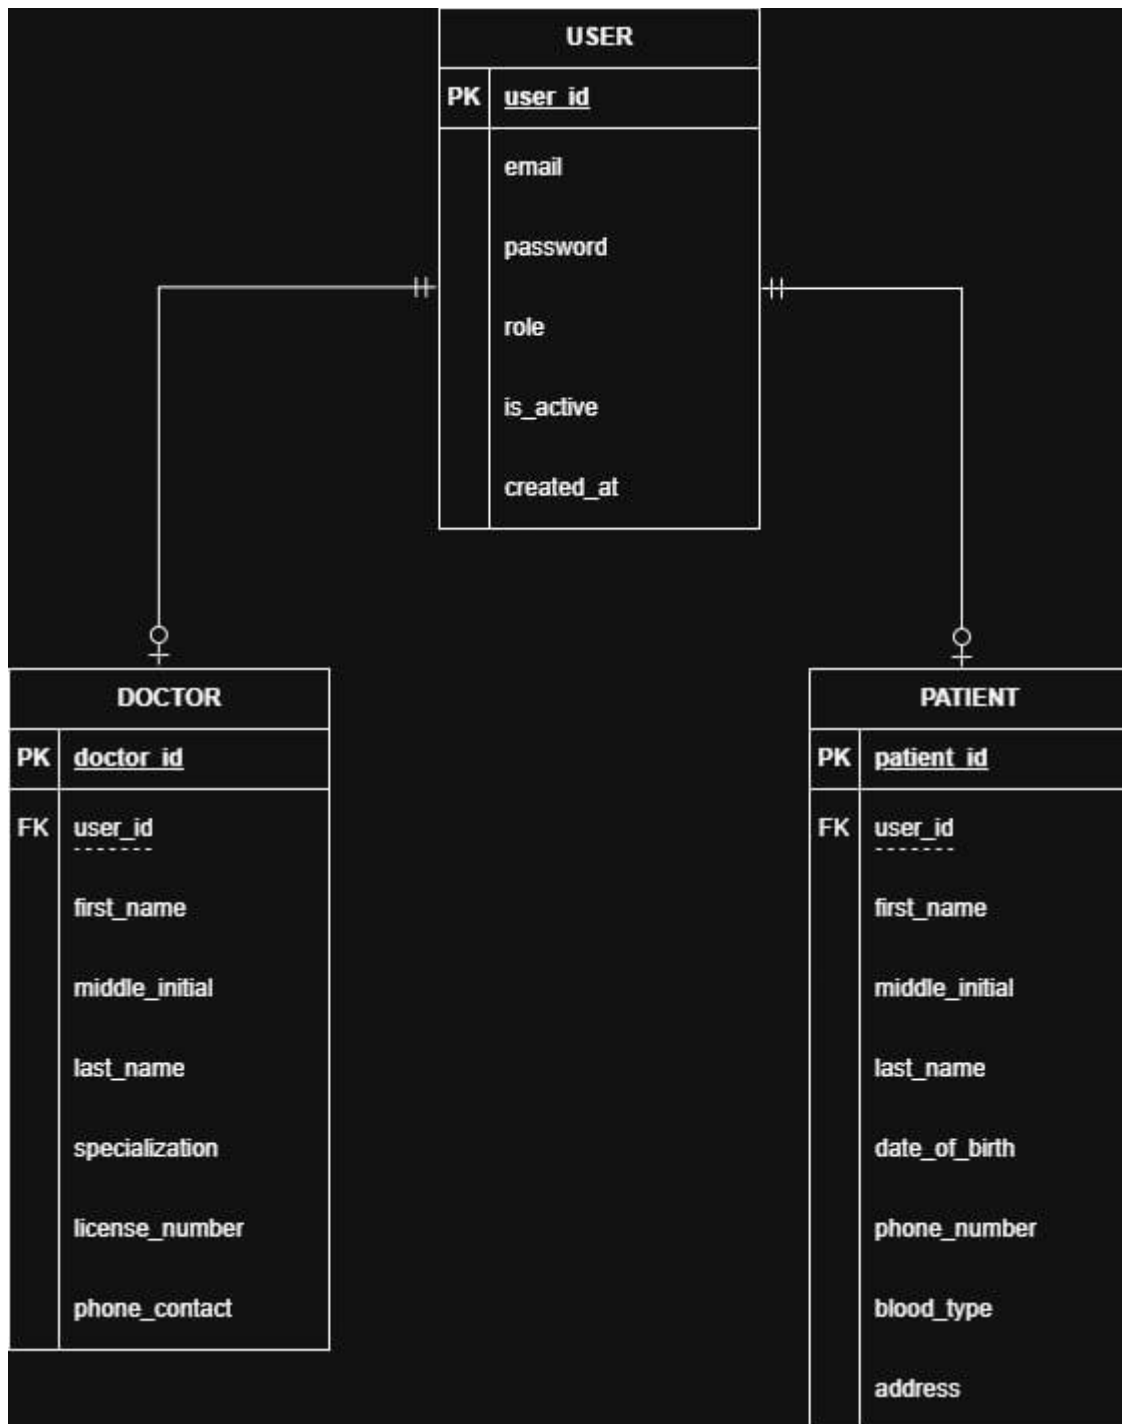 USER
PK user_id
email
password
role
is_active
created_at
DOCTOR
PK doctor_id
FK user_id
first_name
middle_initial
last_name
specialization
license_number
phone_contact
PATIENT
PK patient_id
FK user_id
first_name
middle_initial
last_name
date_of_birth
phone_number
blood_type
address